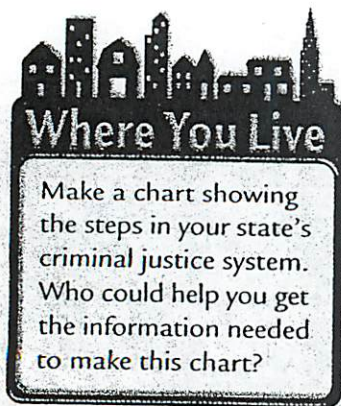 Where You Live
Make a chart showing
the steps in your state's
criminal justice system.
Who could help you get
the information needed
to make this chart?